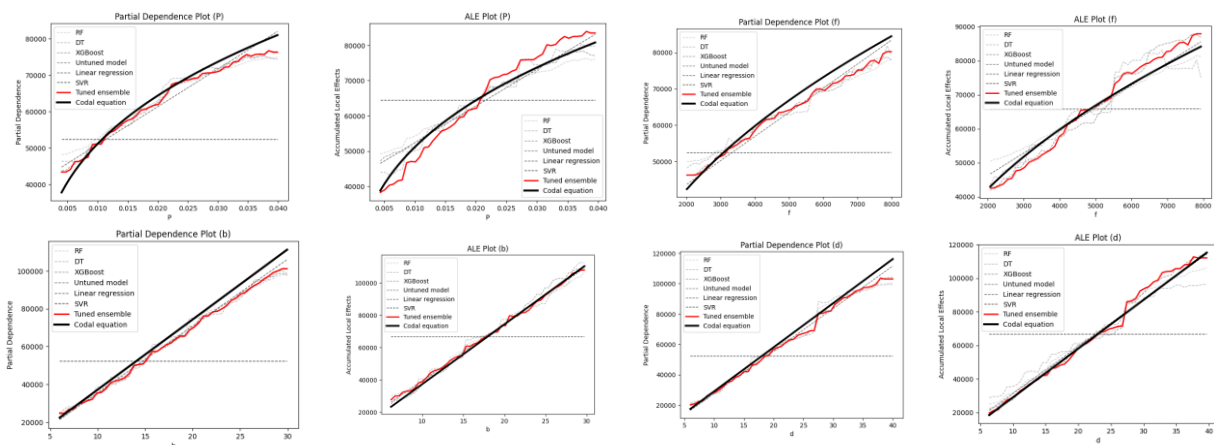 Partial Dependence Plot (P)
Partial Dependence
80000
70000
60000
50000
40000
RF
DT
XGBoost
Untuned model
Linear regression
SVR
Tuned ensemble
Codal equation
0.005 0.010 0.015 0.020 0.025 0.030 0.035 0.040
P
ALE Plot (P)
Accumulated Local Effects
80000
70000
60000
50000
40000
RF
DT
XGBoost
Untuned model
Linear regression
SVR
Tuned ensemble
Codal equation
0.005 0.010 0.015 0.020 0.025 0.030 0.035 0.040
P
Partial Dependence Plot (f)
Partial Dependence
80000
70000
60000
50000
RF
DT
XGBoost
Untuned model
Linear regression
SVR
Tuned ensemble
Codal equation
2000 3000 4000 5000 6000 7000 8000
f
ALE Plot (f)
Accumulated Local Effects
90000
80000
70000
60000
50000
40000
RF
DT
XGBoost
Untuned model
Linear regression
SVR
Tuned ensemble
Codal equation
2000 3000 4000 5000 6000 7000 8000
f
Partial Dependence Plot (b)
Partial Dependence
100000
80000
60000
40000
20000
RF
DT
XGBoost
Untuned model
Linear regression
SVR
Tuned ensemble
Codal equation
5 10 15 20 25 30
ALE Plot (b)
Accumulated Local Effects
100000
80000
60000
40000
20000
RF
DT
XGBoost
Untuned model
Linear regression
SVR
Tuned ensemble
Codal equation
10 15 20 25 30
b
Partial Dependence Plot (d)
Partial Dependence
120000
100000
80000
60000
40000
20000
RF
DT
XGBoost
Untuned model
Linear regression
SVR
Tuned ensemble
Codal equation
5 10 15 20 25 30 35 40
d
ALE Plot (d)
Accumulated Local Effects
120000
100000
80000
60000
40000
20000
RF
DT
XGBoost
Untuned model
Linear regression
SVR
Tuned ensemble
Codal equation
5 10 15 20 25 30 35 40
d